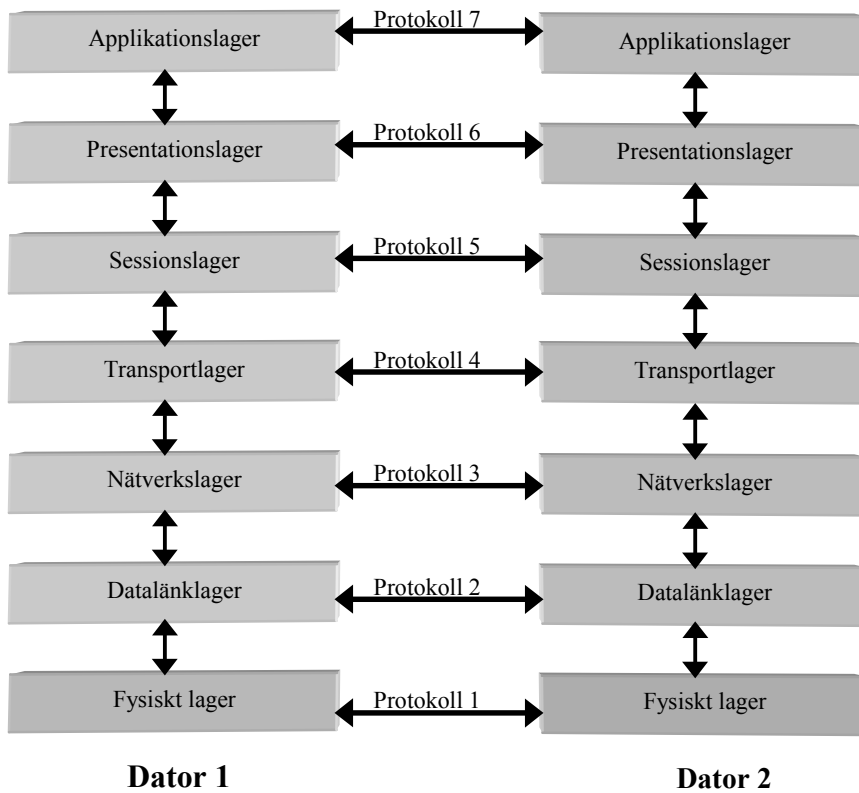 Applikationslager Protokoll 7 Applikationslager
Presentationslager Protokoll 6 Presentationslager
Sessionslager Protokoll 5 Sessionslager
Transportlager Protokoll 4 Transportlager
Nätverkslager Protokoll 3 Nätverkslager
Datalänklager Protokoll 2 Datalänklager
Fysiskt lager Protokoll 1 Fysiskt lager
Dator 1 Dator 2